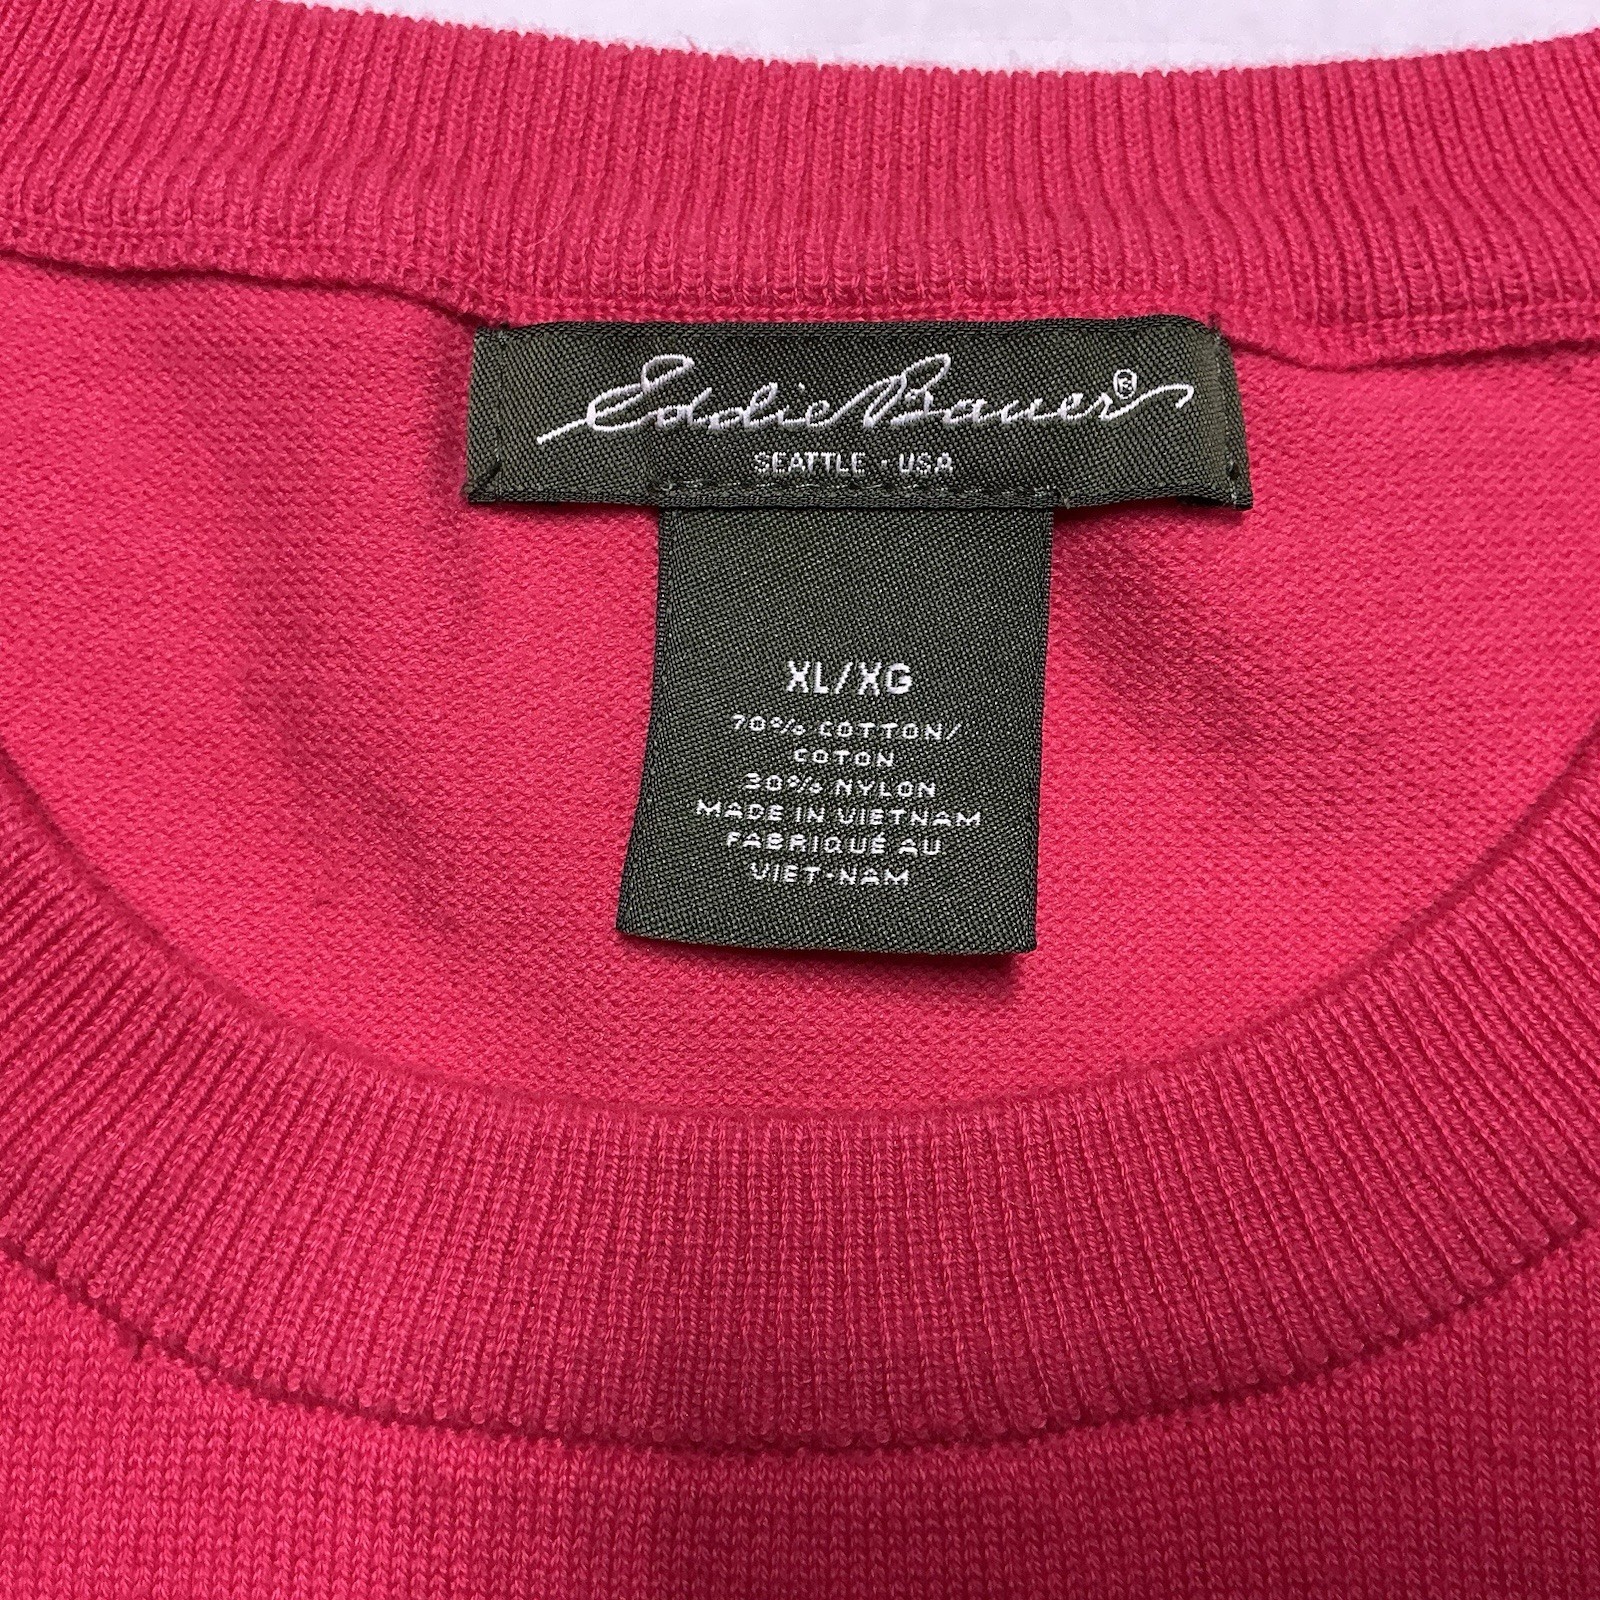 Eddie Bauer®
SEATTLE · USA
XL/XG
70% COTTON/
COTON
30% NYLON
MADE IN VIETNAM
FABRIQUÉ AU
VIET-NAM